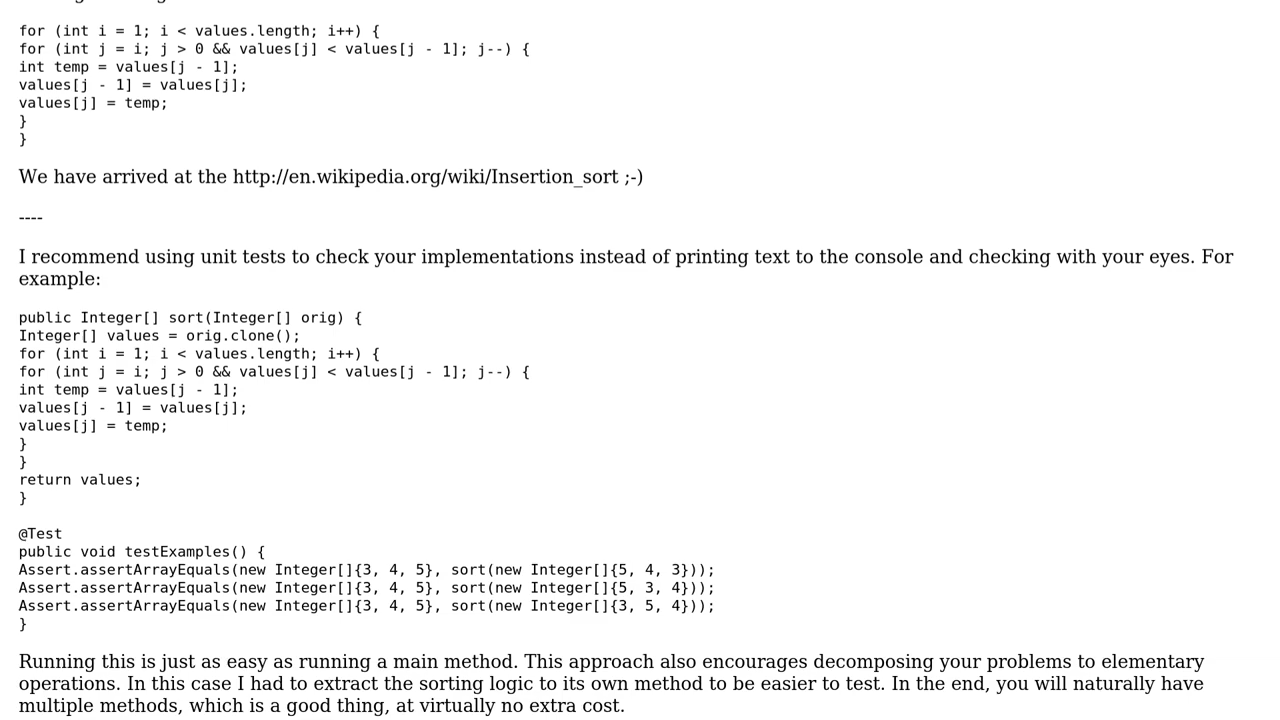 for (int i = 1; i < values.length; i++) {
for (int j = i; j > 0 && values[j] < values[j - 1]; j--) {
int temp = values[j - 1];
values[j - 1] = values[j];
values[j] = temp;
}
}
We have arrived at the http://en.wikipedia.org/wiki/Insertion_sort ;-)
----
I recommend using unit tests to check your implementations instead of printing text to the console and checking with your eyes. For
example:
public Integer[] sort(Integer[] orig) {
Integer[] values = orig.clone();
for (int i = 1; i < values.length; i++) {
for (int j = i; j > 0 && values[j] < values[j - 1]; j--) {
int temp = values[j - 1];
values[j - 1] = values[j];
values[j] = temp;
}
}
return values;
}
@Test
public void testExamples() {
Assert.assertArrayEquals(new Integer[]{3, 4, 5}, sort(new Integer[]{5, 4, 3}));
Assert.assertArrayEquals(new Integer[]{3, 4, 5}, sort(new Integer[]{5, 3, 4}));
Assert.assertArrayEquals(new Integer[]{3, 4, 5}, sort(new Integer[]{3, 5, 4}));
}
Running this is just as easy as running a main method. This approach also encourages decomposing your problems to elementary
operations. In this case I had to extract the sorting logic to its own method to be easier to test. In the end, you will naturally have
multiple methods, which is a good thing, at virtually no extra cost.